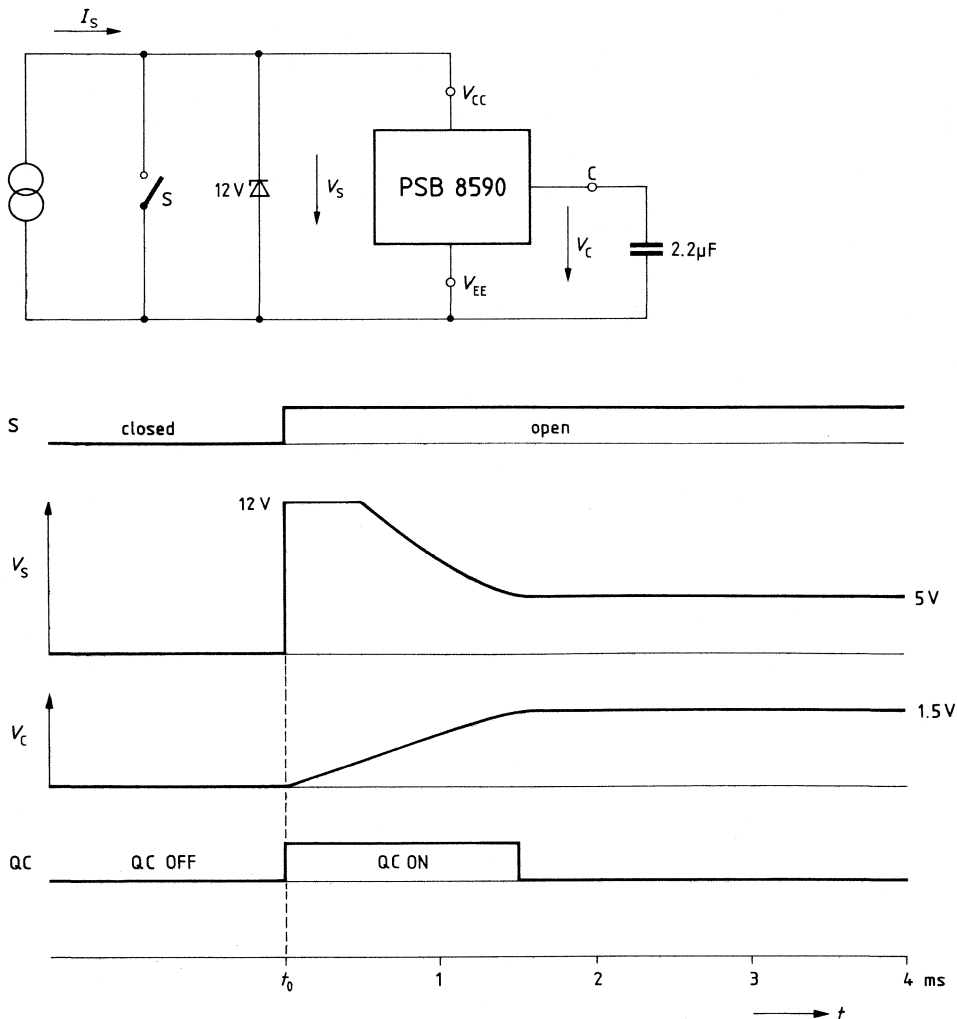 I_S
V_CC
PSB 8590
C
S
12 V
V_S
V_C
2.2µF
V_EE
S closed open
12 V
V_S
5 V
V_C
1.5 V
QC QC OFF QC ON
t_0 1 2 3 4 ms
t